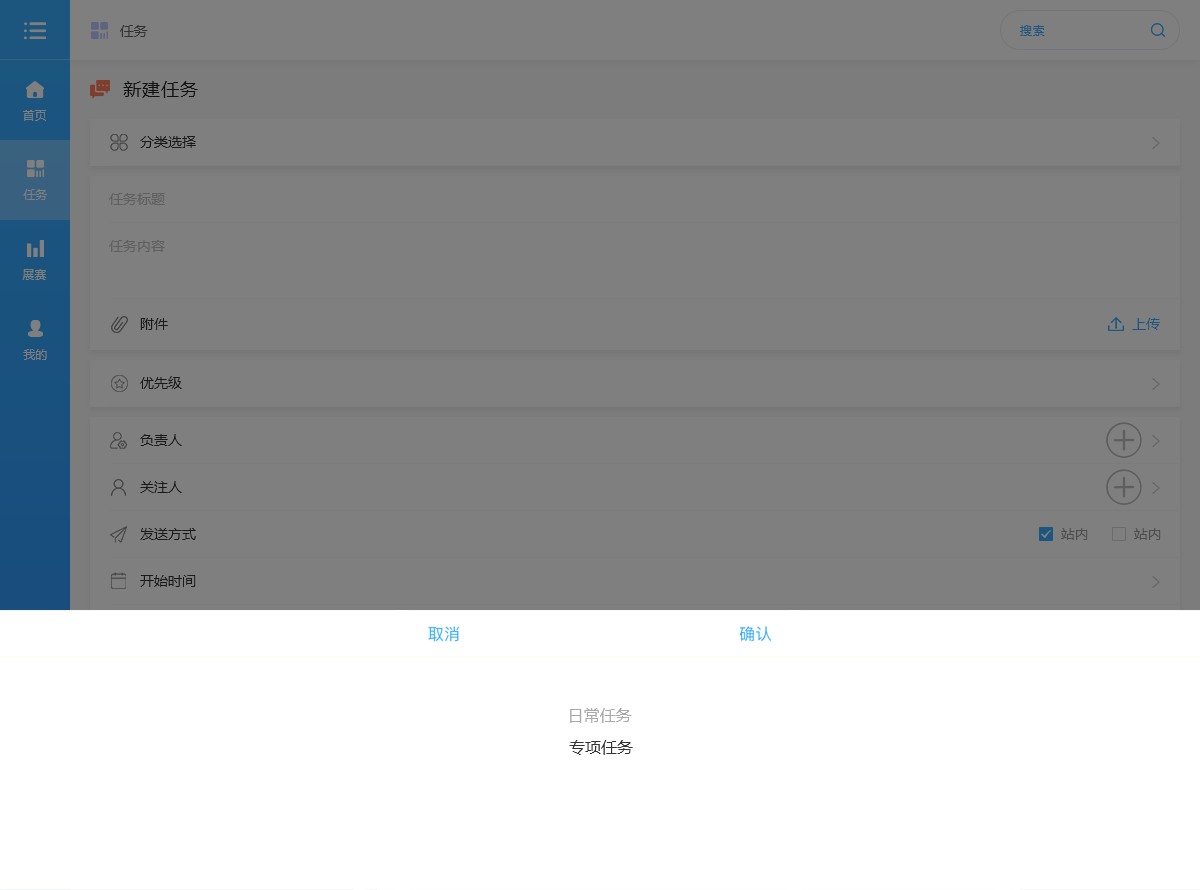 任务
搜索
首页
任务
展赛
我的
新建任务
分类选择
任务标题
任务内容
附件
上传
优先级
负责人
关注人
发送方式
站内
站内
开始时间
取消
确认
日常任务
专项任务